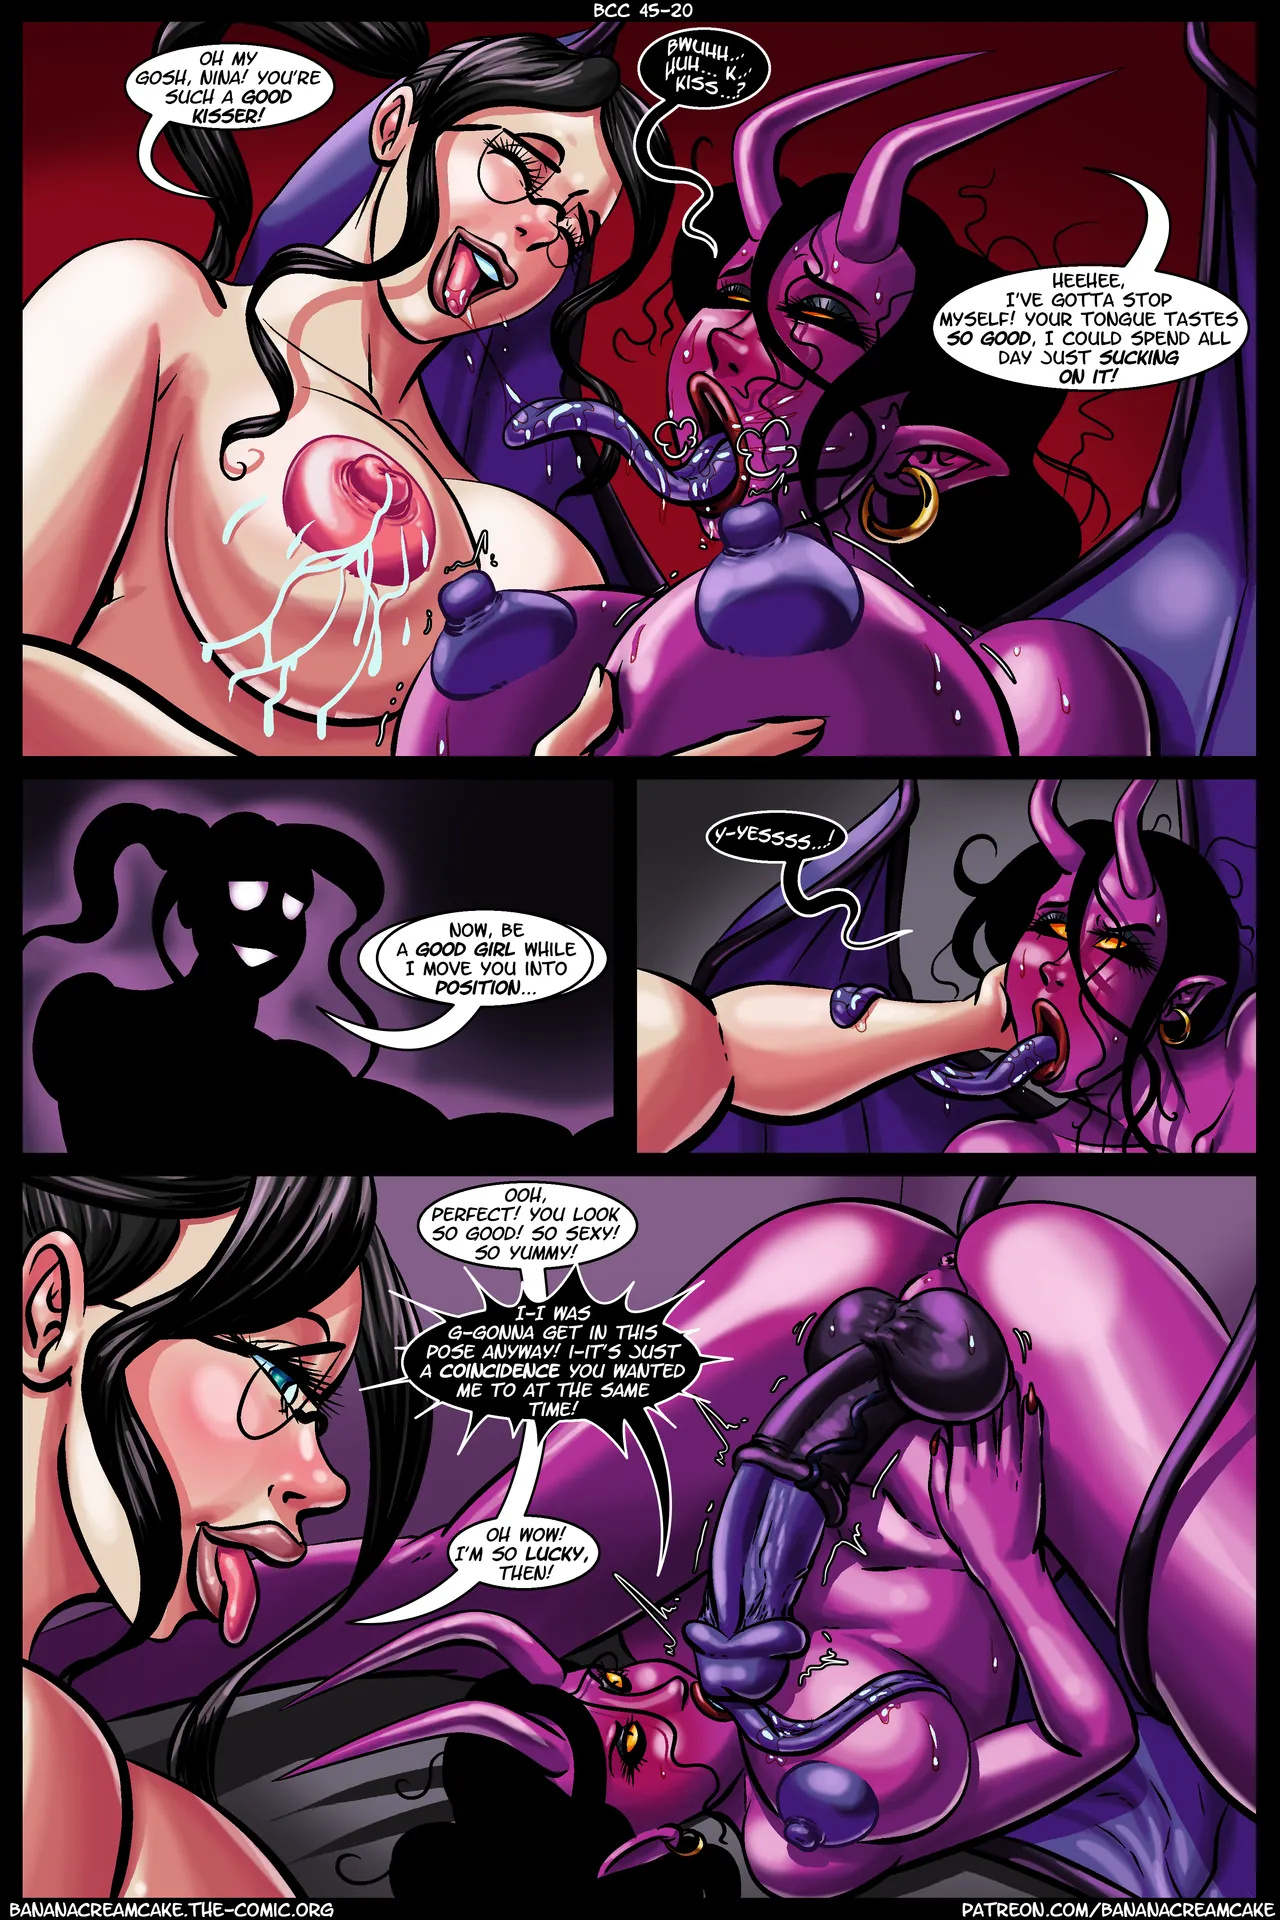 BCC 45-20
OH MY
GOSH, NINA! YOU'RE
SUCH A GOOD
KISSER!
BWUHH...
HUH... K..
KISS...?
HEEHEE,
I'VE GOTTA STOP
MYSELF! YOUR TONGUE TASTES
SO GOOD, I COULD SPEND ALL
DAY JUST SUCKING
ON IT!
NOW, BE
A GOOD GIRL WHILE
I MOVE YOU INTO
POSITION...
Y-YESSSS...!
OOH,
PERFECT! YOU LOOK
SO GOOD! SO SEXY!
SO YUMMY!
I-I WAS
G-GONNA GET IN THIS
POSE ANYWAY! I-IT'S JUST
A COINCIDENCE YOU WANTED
ME TO AT THE SAME
TIME!
OH WOW!
I'M SO LUCKY,
THEN!
BANANACREAMCAKE.THE-COMIC.ORG
PATREON.COM/BANANACREAMCAKE